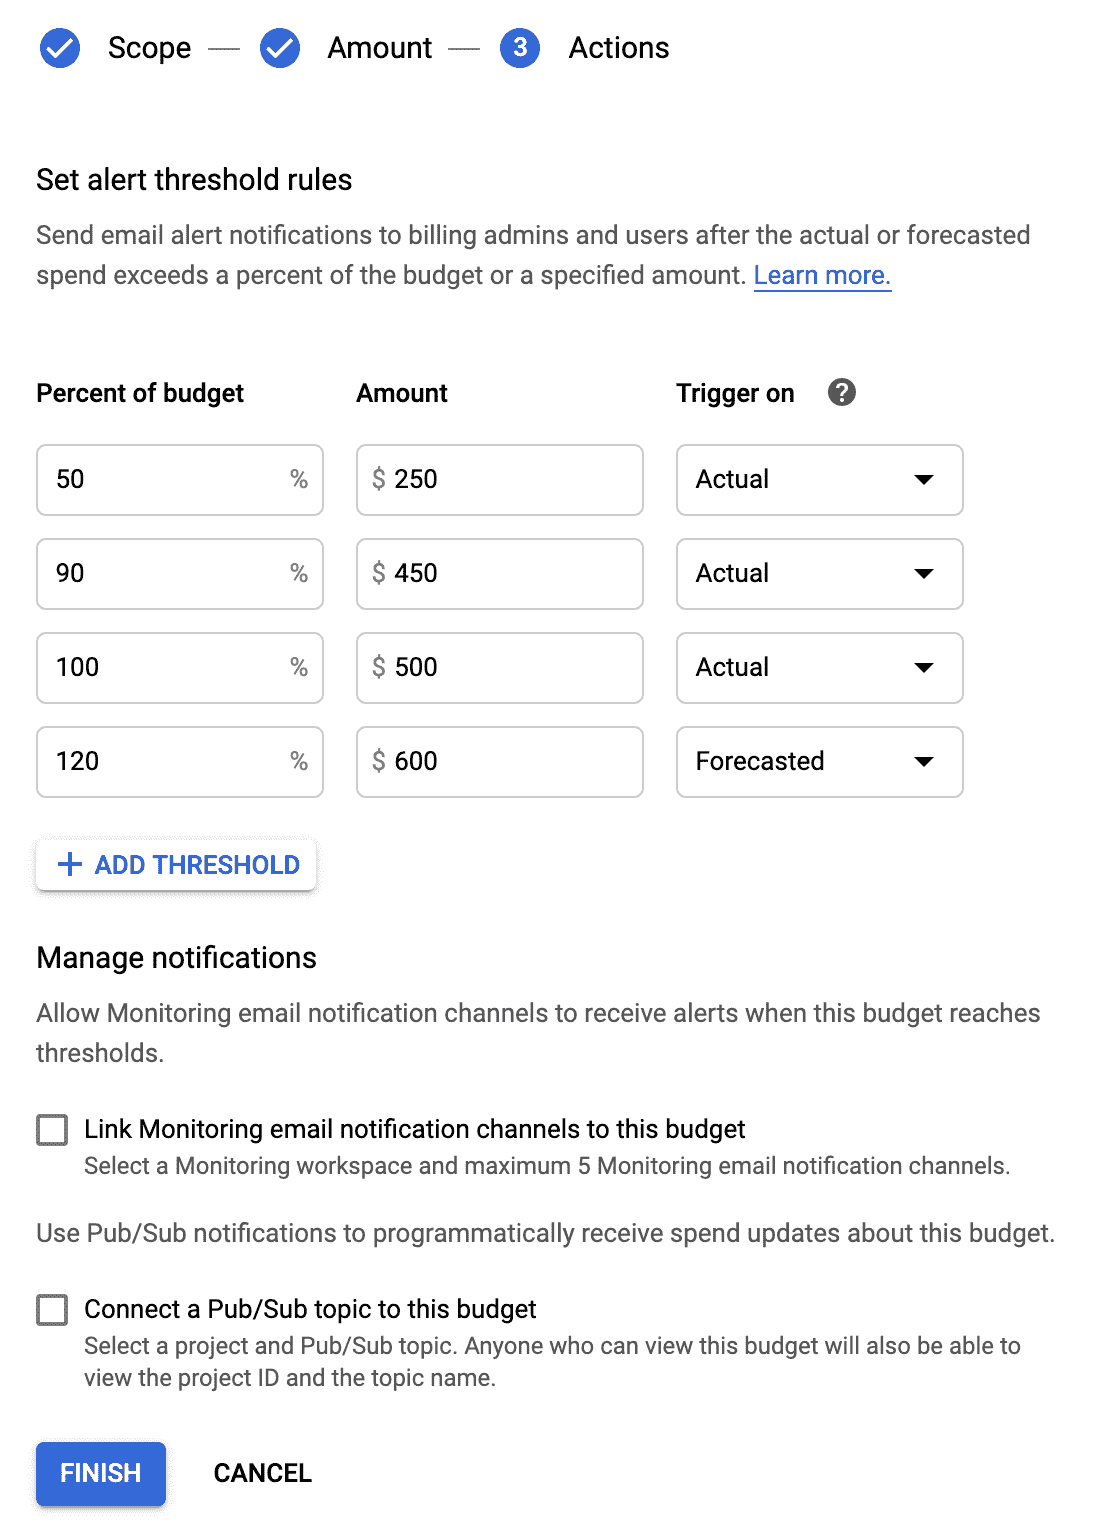 Scope — Amount — 3 Actions
Set alert threshold rules
Send email alert notifications to billing admins and users after the actual or forecasted
spend exceeds a percent of the budget or a specified amount. Learn more.
Percent of budget Amount Trigger on ?
50 % $ 250 Actual
90 % $ 450 Actual
100 % $ 500 Actual
120 % $ 600 Forecasted
+ ADD THRESHOLD
Manage notifications
Allow Monitoring email notification channels to receive alerts when this budget reaches
thresholds.
Link Monitoring email notification channels to this budget
Select a Monitoring workspace and maximum 5 Monitoring email notification channels.
Use Pub/Sub notifications to programmatically receive spend updates about this budget.
Connect a Pub/Sub topic to this budget
Select a project and Pub/Sub topic. Anyone who can view this budget will also be able to
view the project ID and the topic name.
FINISH CANCEL